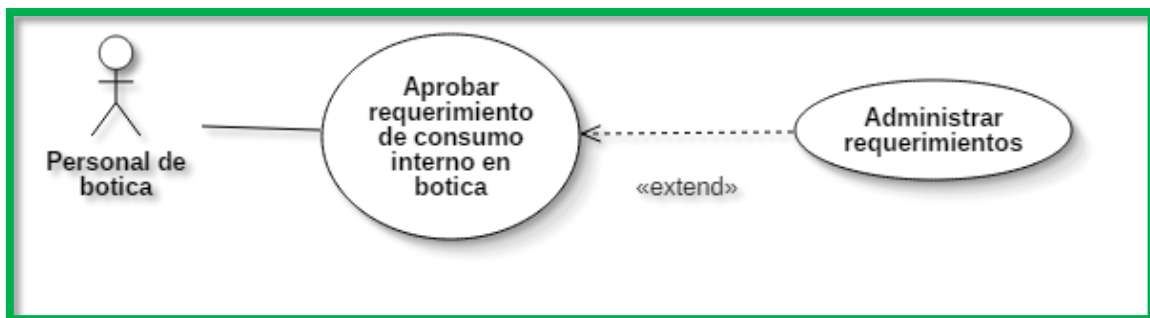 Personal de
botica
Aprobar
requerimiento
de consumo
interno en
botica
«extend»
Administrar
requerimientos